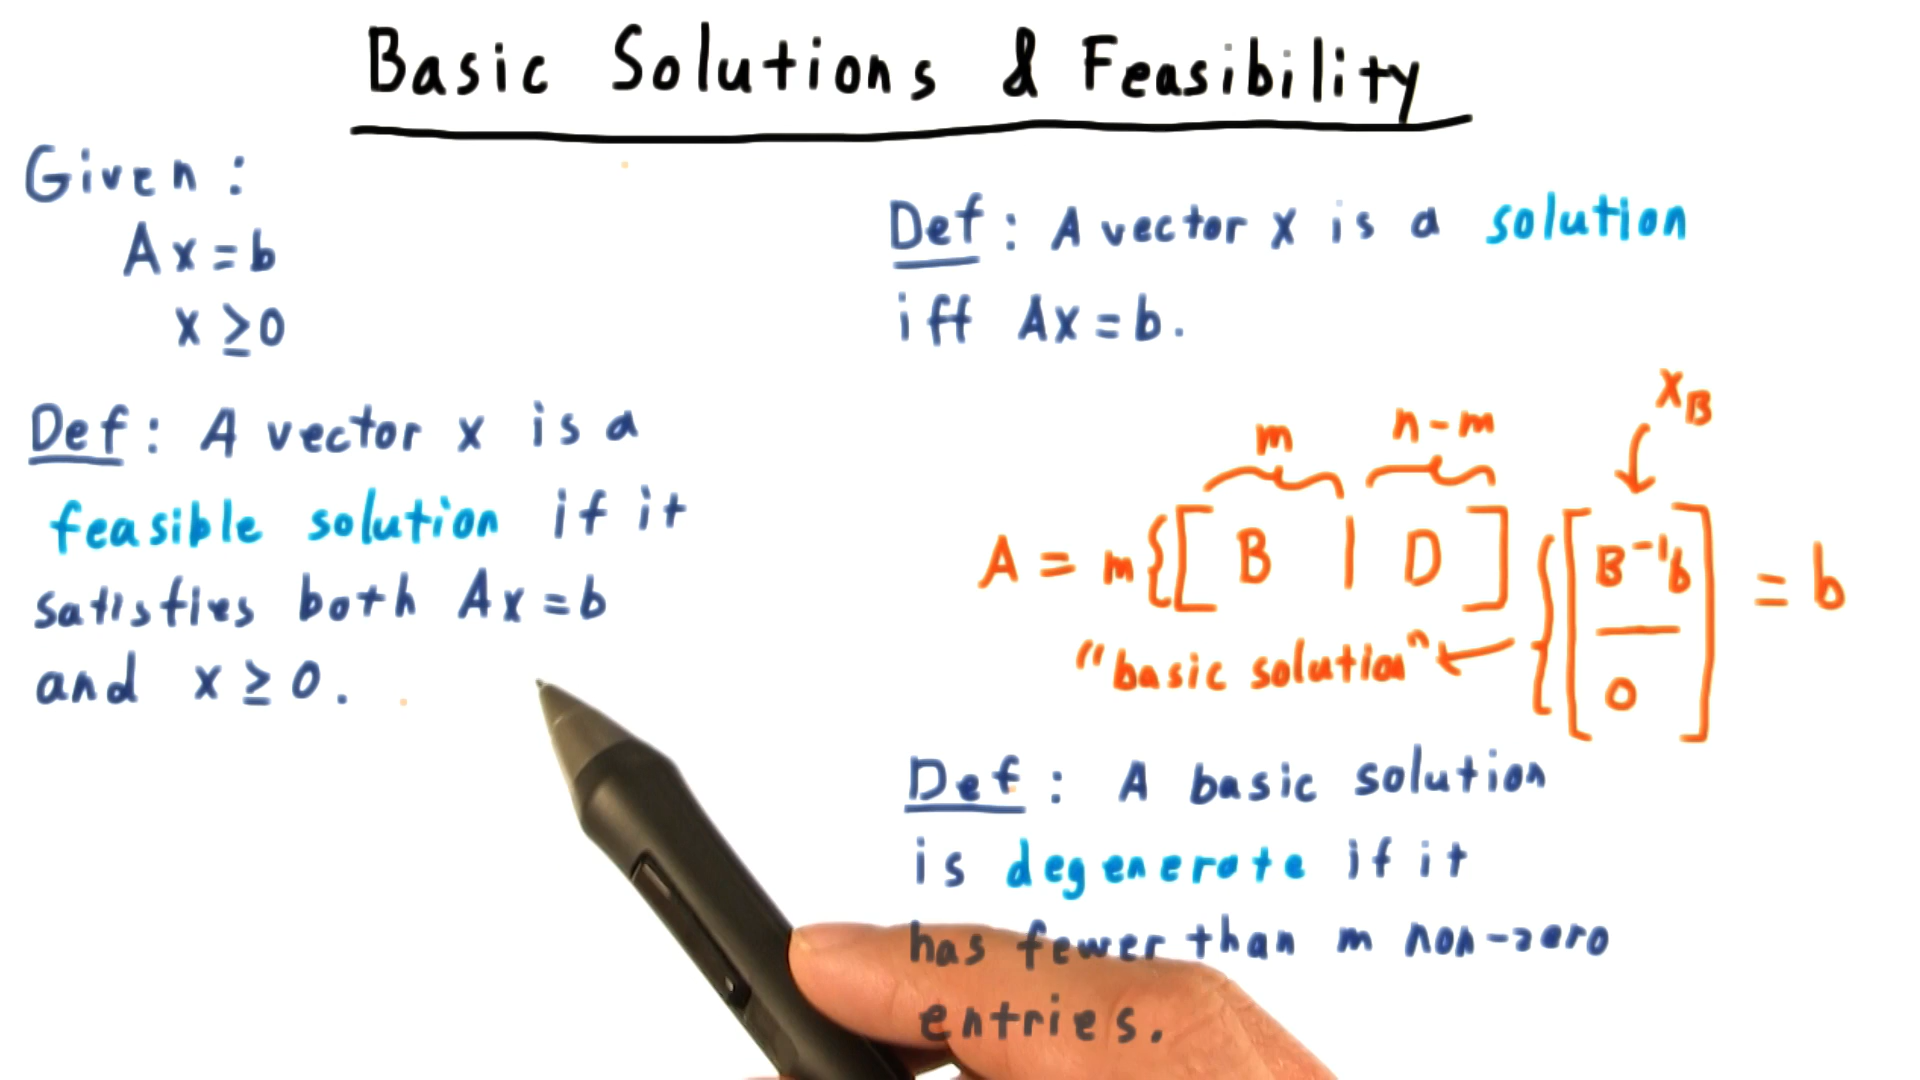 Basic Solutions & Feasibility
Given:
Ax=b
x≥0
Def: A vector x is a
feasible solution if it
satisfies both Ax=b
and x≥0.
Def: A vector x is a solution
iff Ax=b.
m n-m x_B
A = m{[B | D]{[B⁻¹b
0] = b
"basic solution"
Def: A basic solution
is degenerate if it
has fewer than m non-zero
entries.